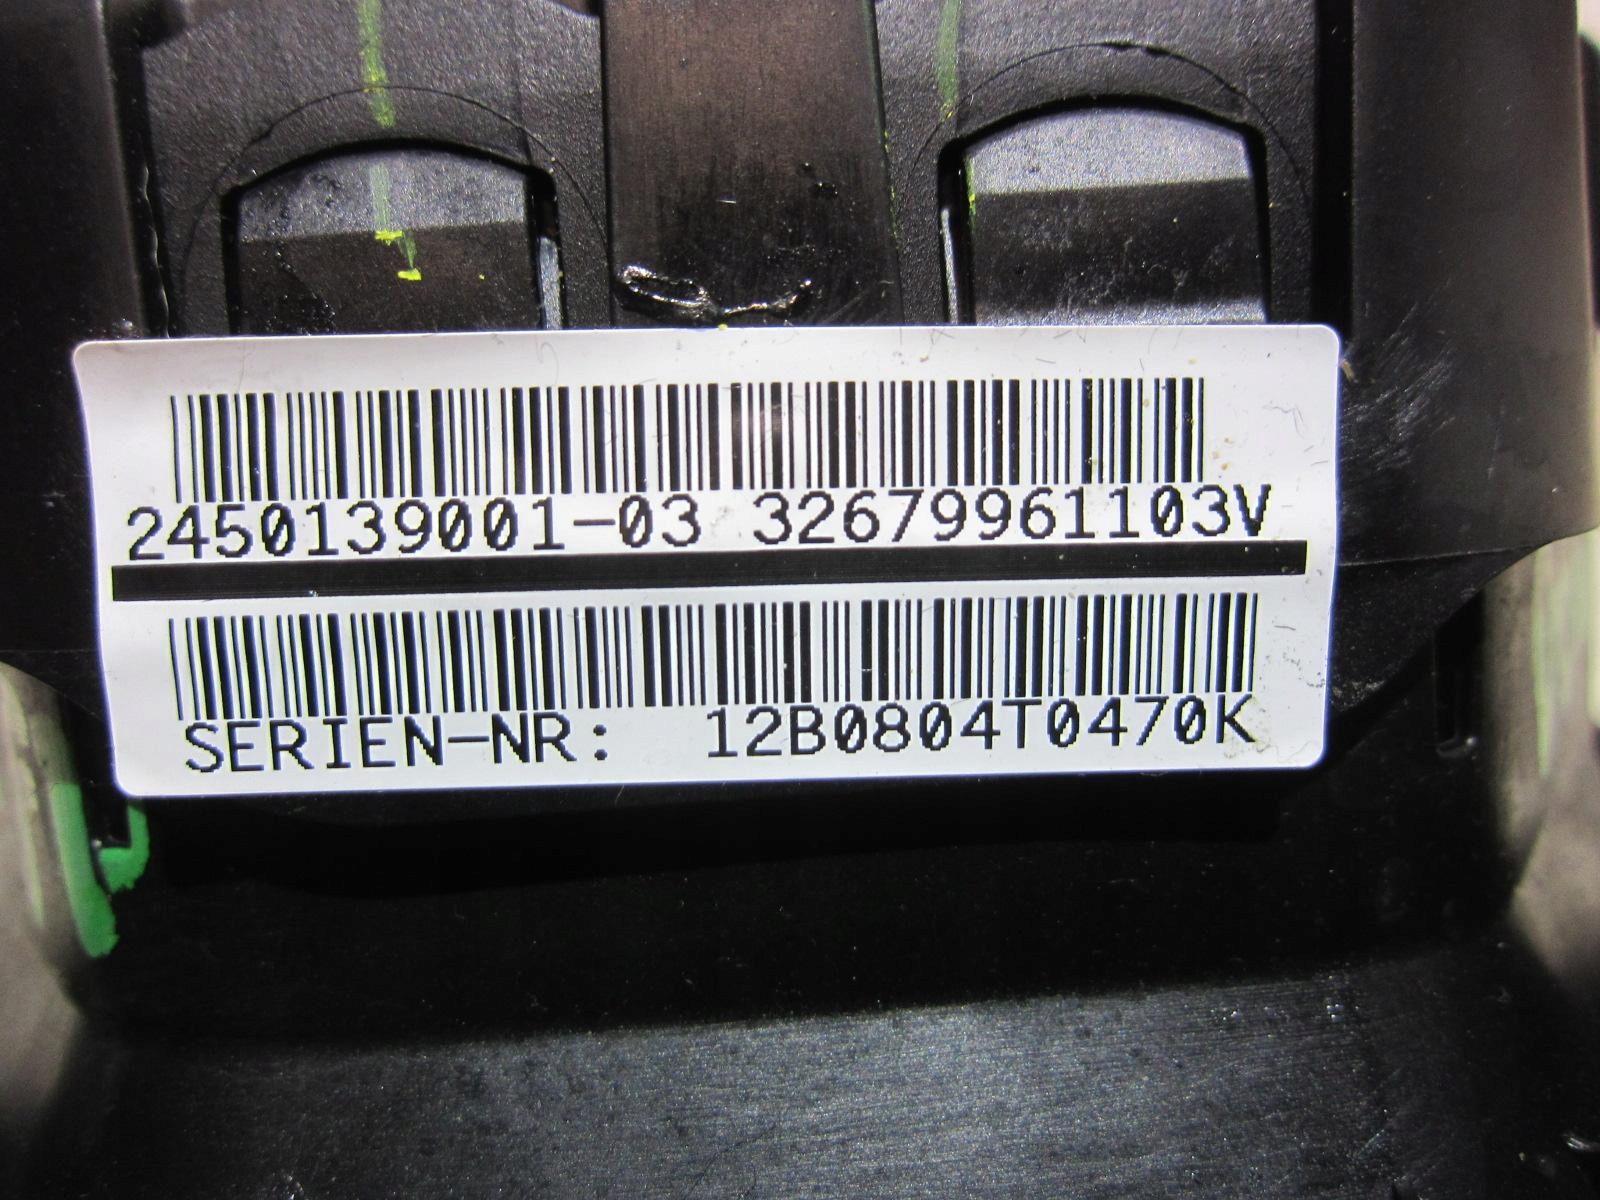 2450139001-03 32679961103V
SERIEN-NR: 12B0804T0470K